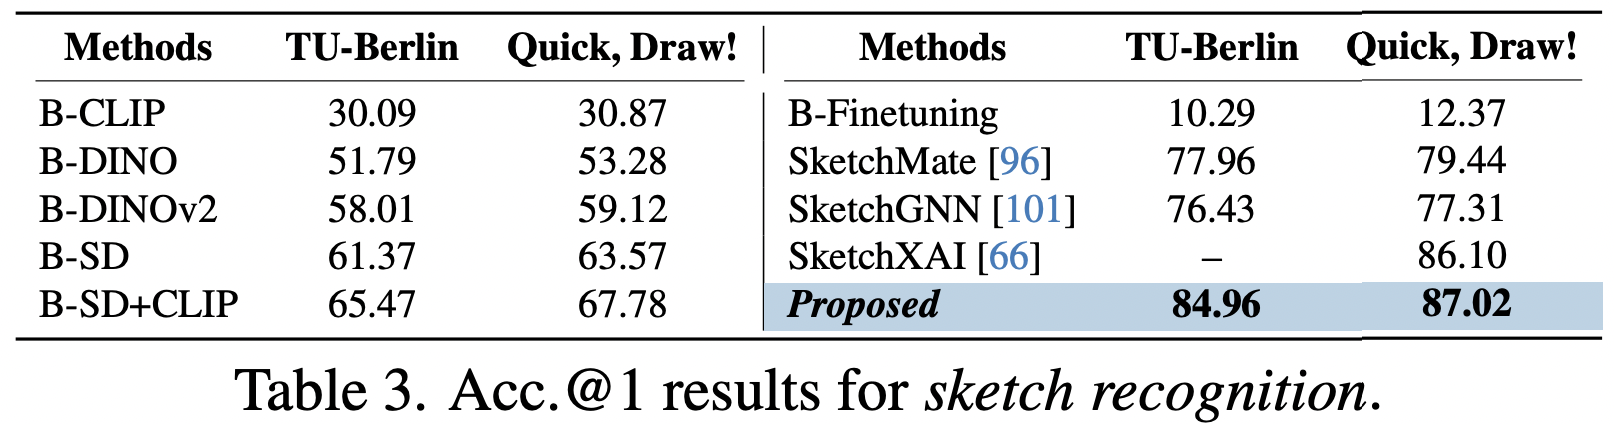 Methods TU-Berlin Quick, Draw! Methods TU-Berlin Quick, Draw!
B-CLIP 30.09 30.87 B-Finetuning 10.29 12.37
B-DINO 51.79 53.28 SketchMate [96] 77.96 79.44
B-DINOv2 58.01 59.12 SketchGNN [101] 76.43 77.31
B-SD 61.37 63.57 SketchXAI [66] – 86.10
B-SD+CLIP 65.47 67.78 Proposed 84.96 87.02
Table 3. Acc.@1 results for sketch recognition.